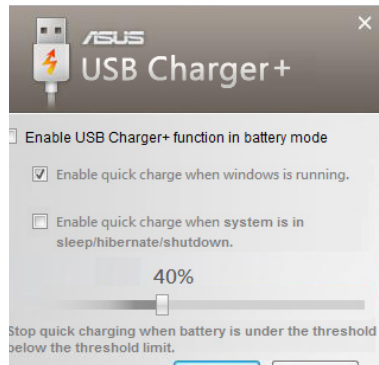 ASUS
USB Charger+
Enable USB Charger+ function in battery mode
Enable quick charge when windows is running.
Enable quick charge when system is in
sleep/hibernate/shutdown.
40%
Stop quick charging when battery is under the threshold
below the threshold limit.